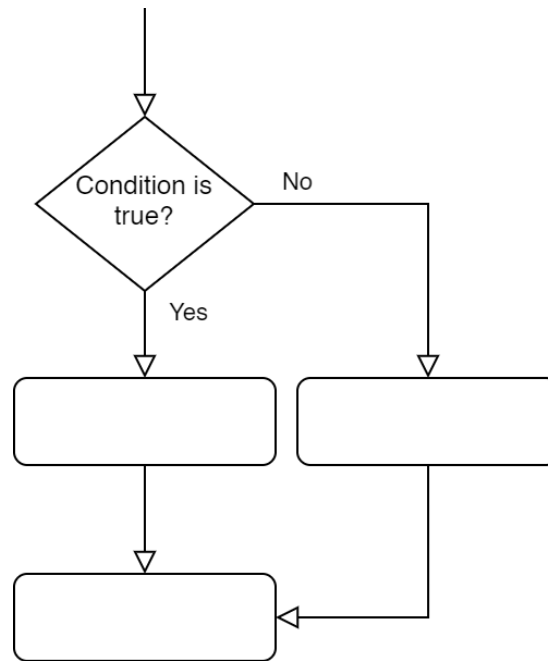 Condition is
true?
No
Yes